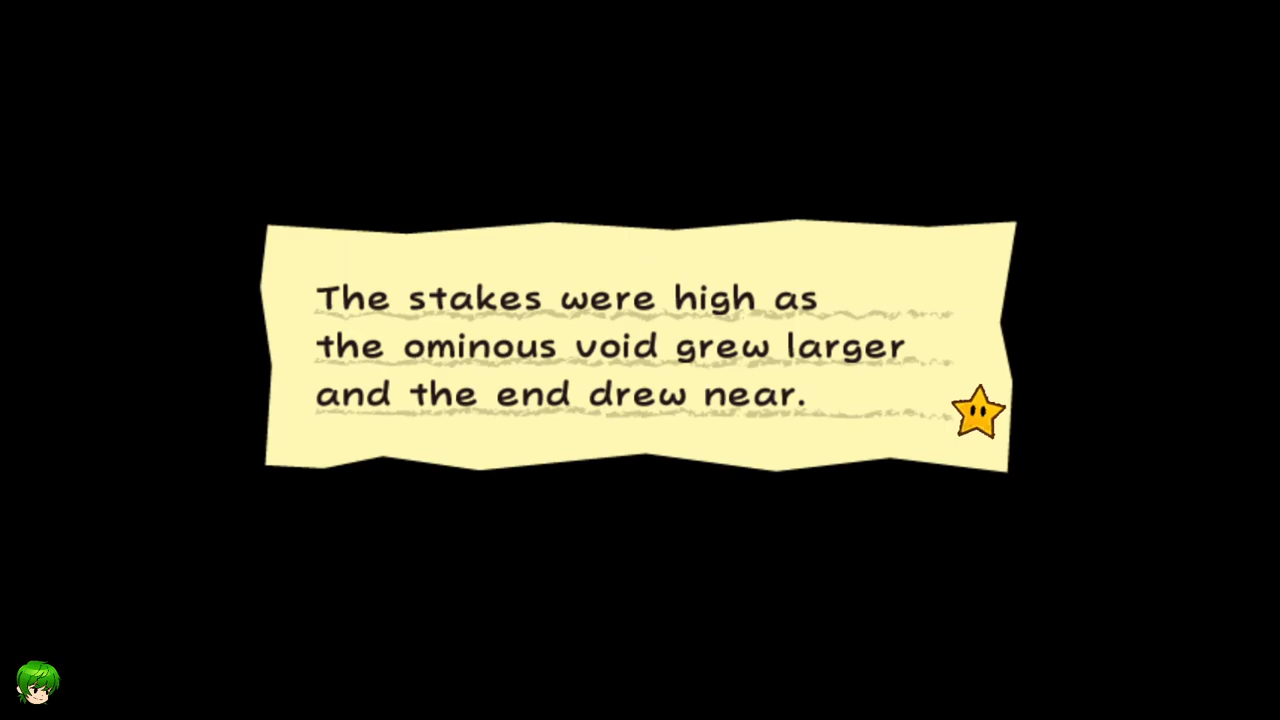 The stakes were high as
the ominous void grew larger
and the end drew near.